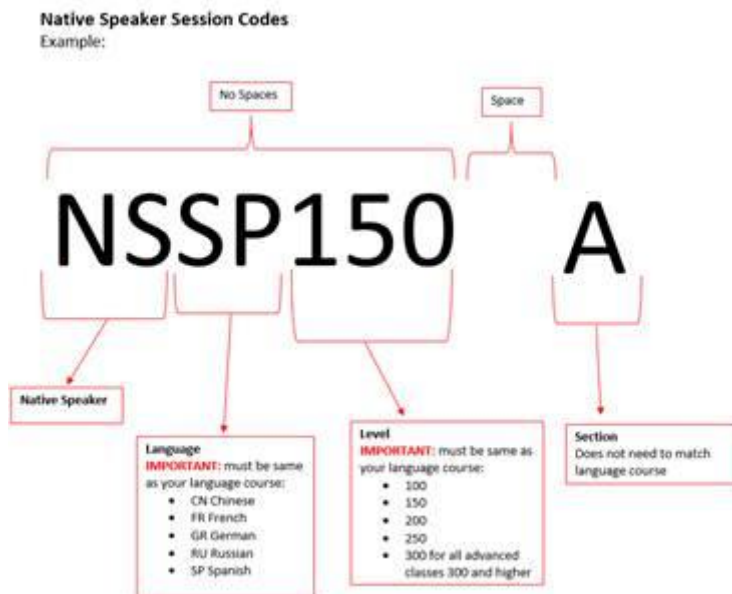 Native Speaker Session Codes
Example:
No Spaces
Space
NSSP150 A
Native Speaker
Language
IMPORTANT: must be same
as your language course:
• CN Chinese
• FR French
• GR German
• RU Russian
• SP Spanish
Level
IMPORTANT: must be same as
your language course:
• 100
• 150
• 200
• 250
• 300 for all advanced
classes 300 and higher
Section
Does not need to match
language course